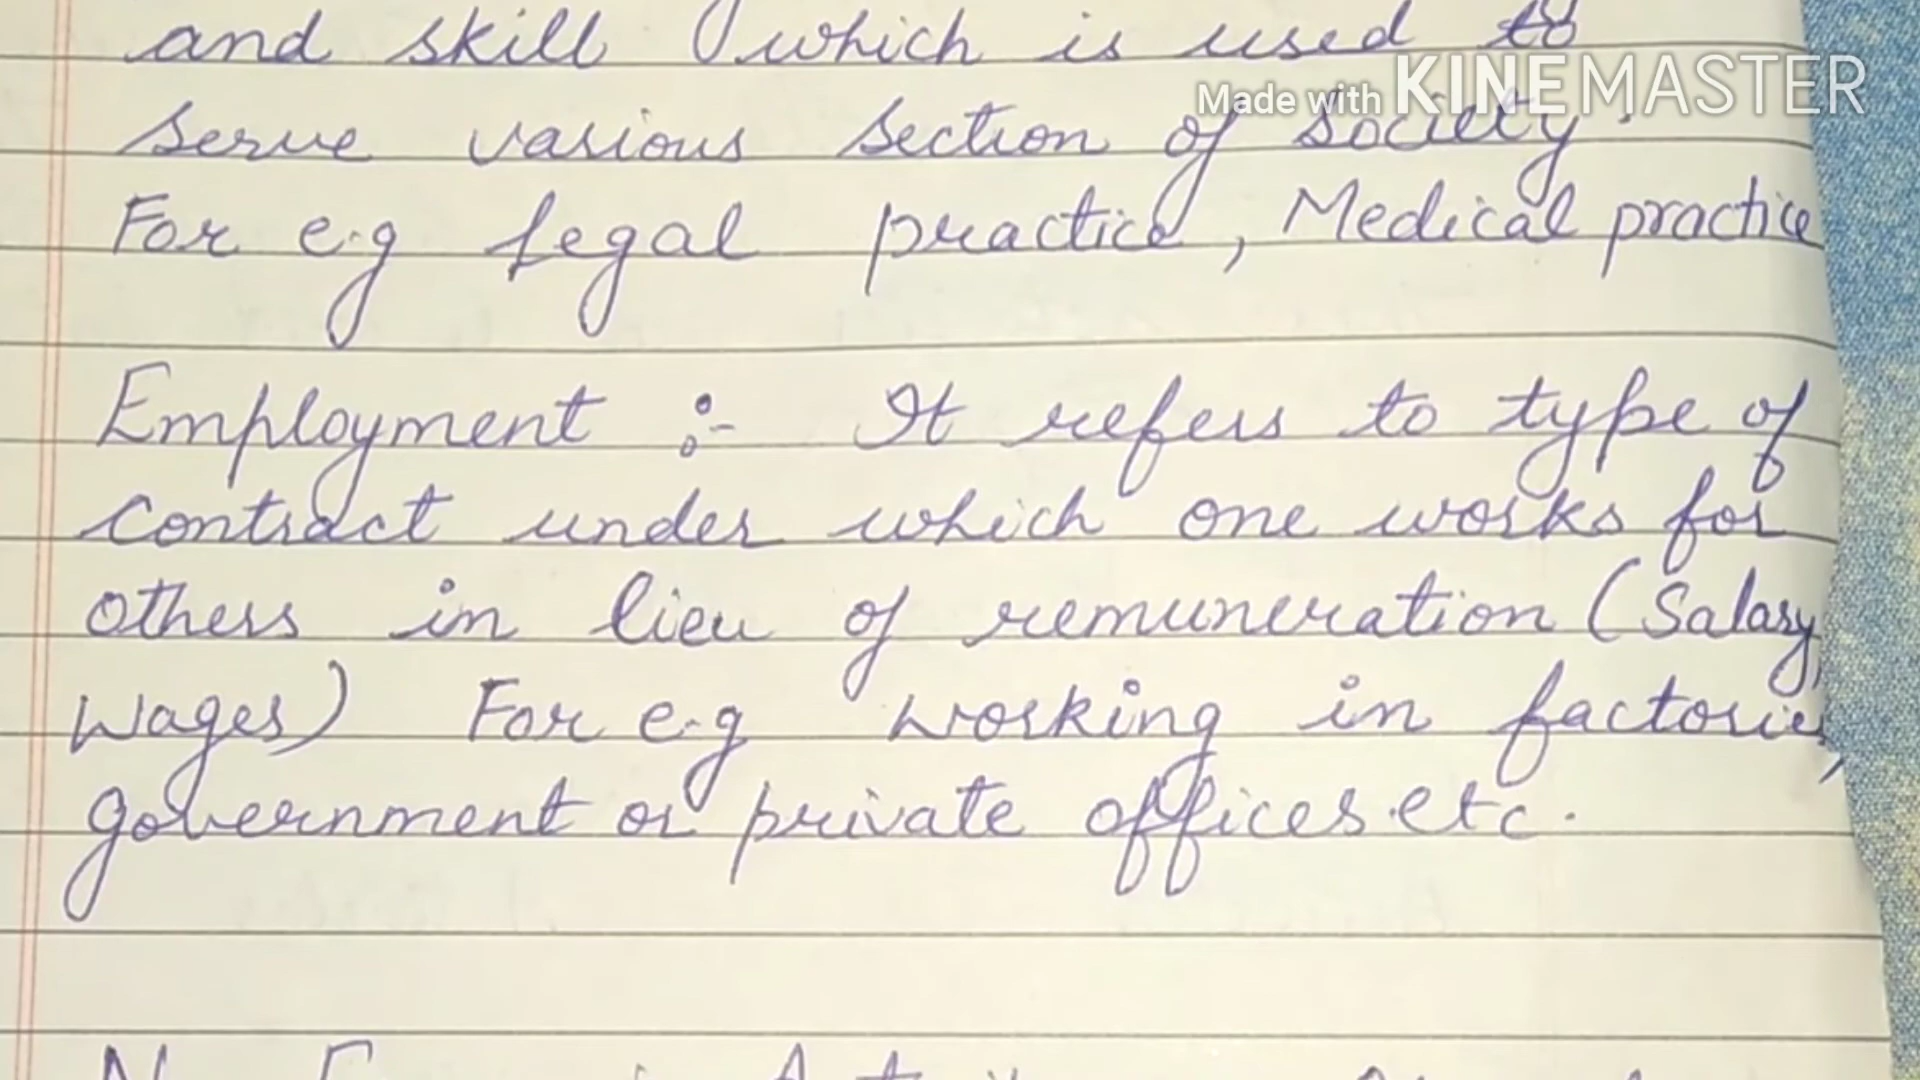 and skill which is used to
Made with KINEMASTER
serve various section of society.
For e.g Legal practice, Medical practice
Employment :- It refers to type of
contract under which one works for
others in lieu of remuneration (Salary,
Wages) For e.g working in factories,
government or private offices etc.